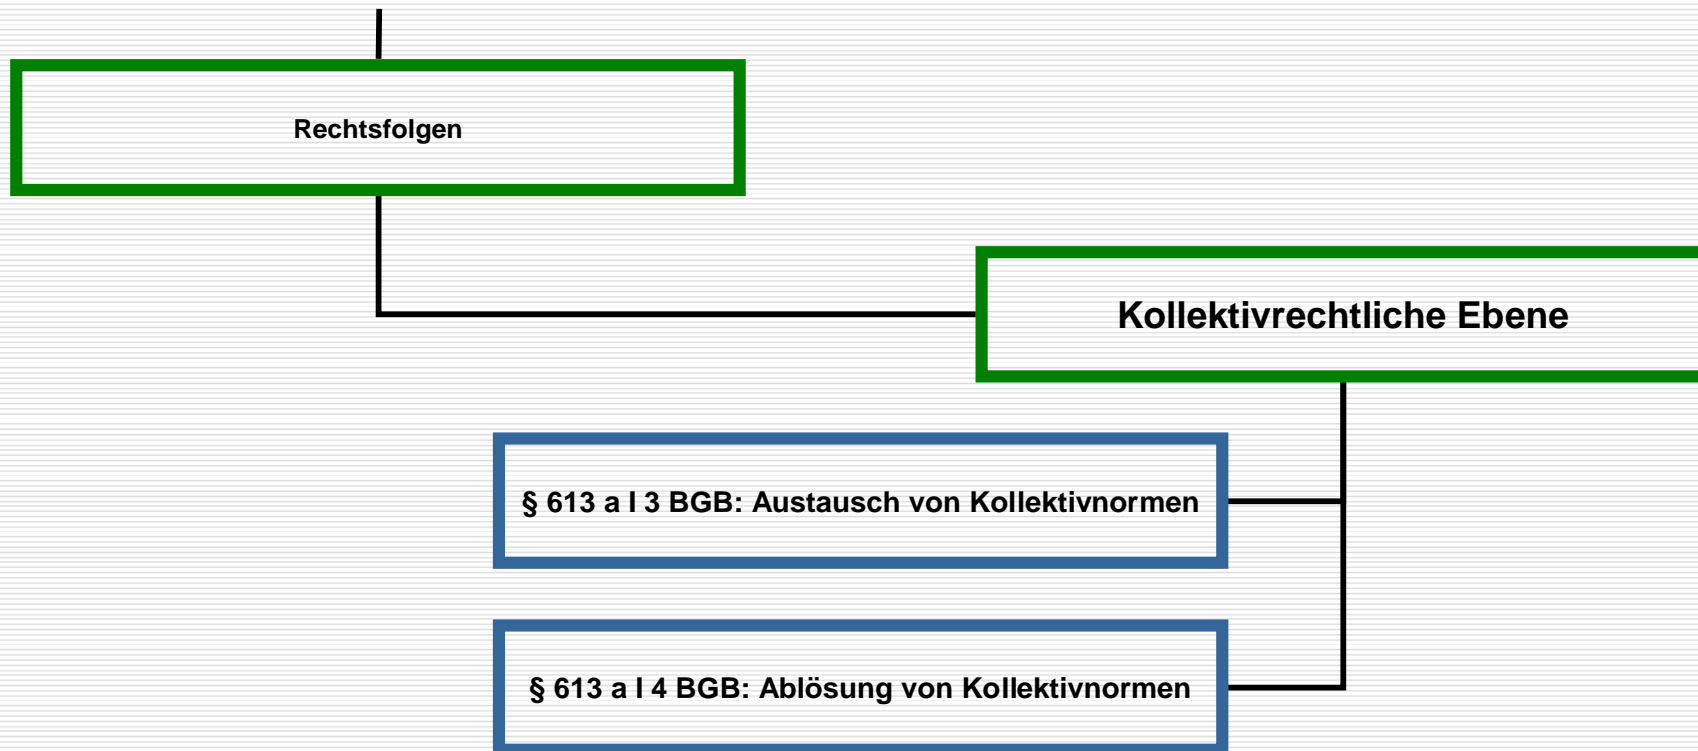 Rechtsfolgen
Kollektivrechtliche Ebene
§ 613 a I 3 BGB: Austausch von Kollektivnormen
§ 613 a I 4 BGB: Ablösung von Kollektivnormen